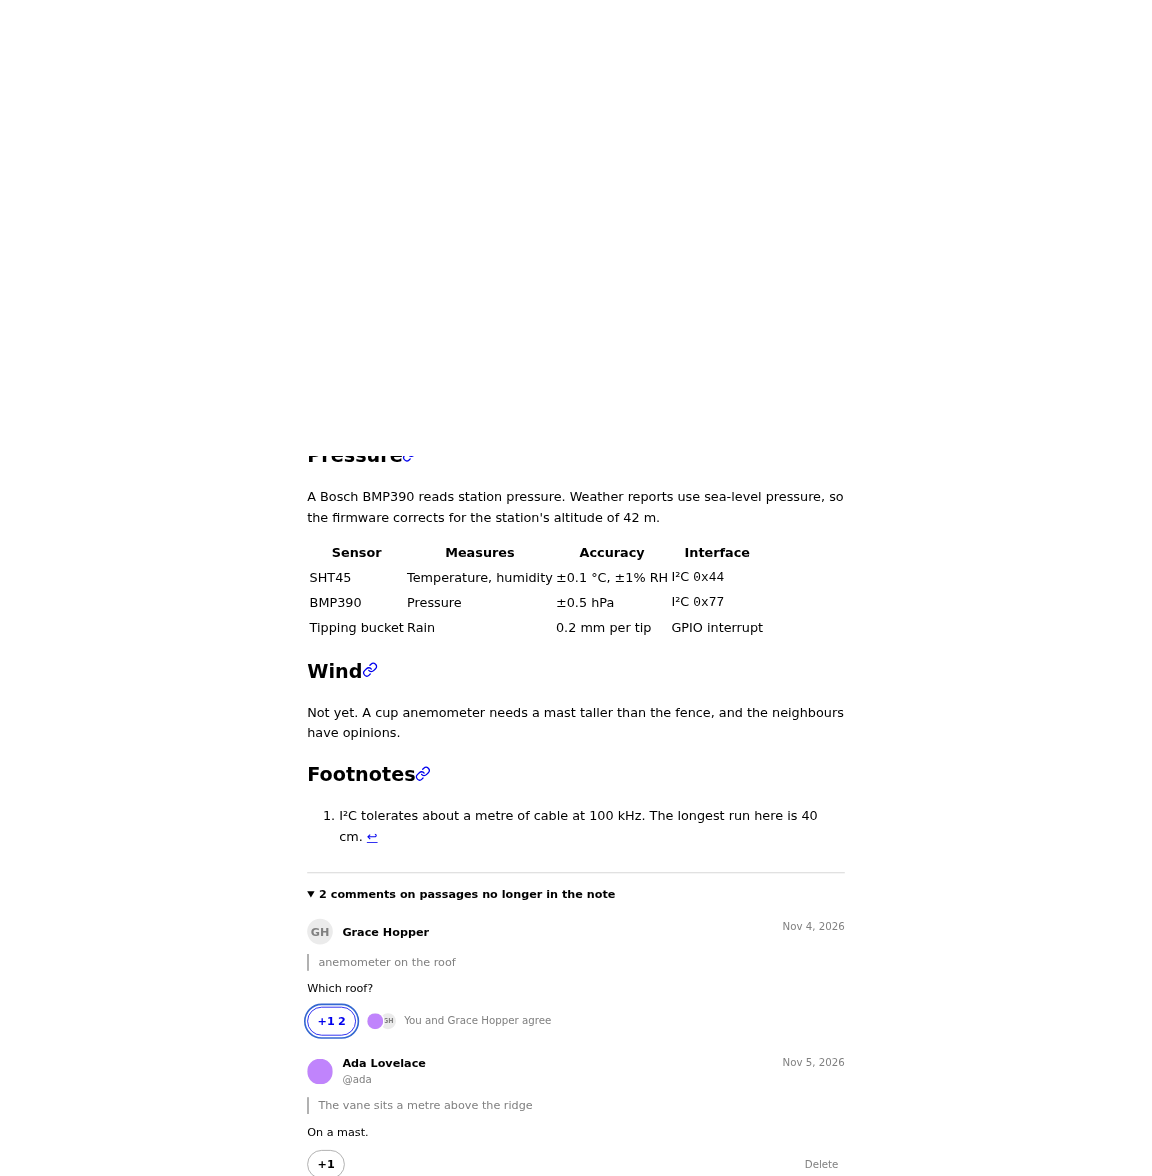 Pressure
A Bosch BMP390 reads station pressure. Weather reports use sea-level pressure, so
the firmware corrects for the station's altitude of 42 m.
Sensor Measures Accuracy Interface
SHT45 Temperature, humidity ±0.1 °C, ±1% RH I²C 0x44
BMP390 Pressure ±0.5 hPa I²C 0x77
Tipping bucket Rain 0.2 mm per tip GPIO interrupt
Wind
Not yet. A cup anemometer needs a mast taller than the fence, and the neighbours
have opinions.
Footnotes
1. I²C tolerates about a metre of cable at 100 kHz. The longest run here is 40
cm. ↩
▼ 2 comments on passages no longer in the note
GH Grace Hopper Nov 4, 2026
anemometer on the roof
Which roof?
+1 2 GH You and Grace Hopper agree
Ada Lovelace Nov 5, 2026
@ada
The vane sits a metre above the ridge
On a mast.
+1 Delete